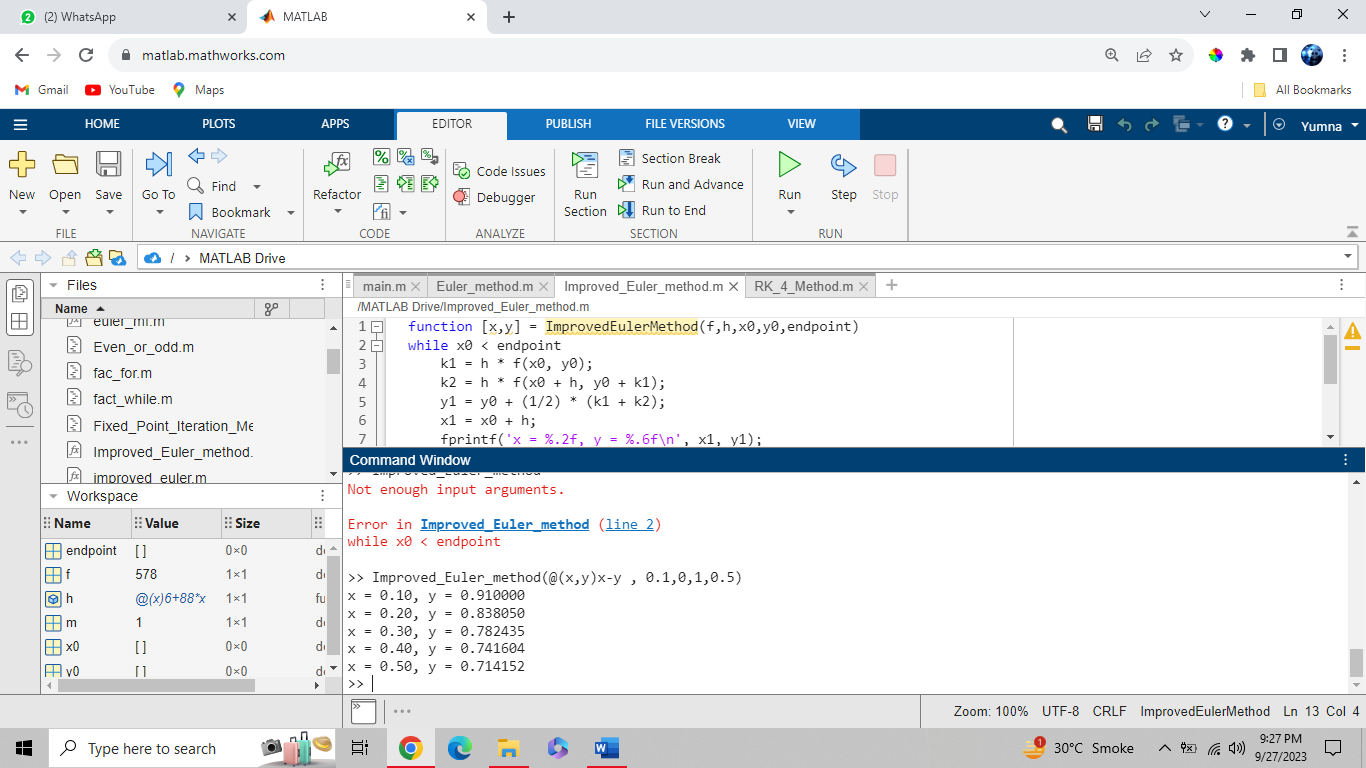 (2) WhatsApp
MATLAB
matlab.mathworks.com
Gmail YouTube Maps All Bookmarks
HOME PLOTS APPS EDITOR PUBLISH FILE VERSIONS VIEW Yumna
New Open Save Go To Find Bookmark
Refactor
Code Issues
Debugger
Run Section
Section Break
Run and Advance
Run to End
Run Step Stop
FILE NAVIGATE CODE ANALYZE SECTION RUN
/ › MATLAB Drive
Files
Name
euler_mf.m
Even_or_odd.m
fac_for.m
fact_while.m
Fixed_Point_Iteration_Me
Improved_Euler_method.
improved_euler.m
Workspace
Name Value Size
endpoint [ ] 0×0 d
f 578 1×1 d
h @(x)6+88*x 1×1 fu
m 1 1×1 d
x0 [ ] 0×0 d
y0 [ ] 0×0 d
main.m Euler_method.m Improved_Euler_method.m RK_4_Method.m
/MATLAB Drive/Improved_Euler_method.m
1 function [x,y] = ImprovedEulerMethod(f,h,x0,y0,endpoint)
2 while x0 < endpoint
3 k1 = h * f(x0, y0);
4 k2 = h * f(x0 + h, y0 + k1);
5 y1 = y0 + (1/2) * (k1 + k2);
6 x1 = x0 + h;
7 fprintf('x = %.2f, y = %.6f\n', x1, y1);
Command Window
>> Improved_Euler_method
Not enough input arguments.
Error in Improved_Euler_method (line 2)
while x0 < endpoint
>> Improved_Euler_method(@(x,y)x-y , 0.1,0,1,0.5)
x = 0.10, y = 0.910000
x = 0.20, y = 0.838050
x = 0.30, y = 0.782435
x = 0.40, y = 0.741604
x = 0.50, y = 0.714152
>>
Zoom: 100% UTF-8 CRLF ImprovedEulerMethod Ln 13 Col 4
Type here to search
1 30°C Smoke
9:27 PM
9/27/2023